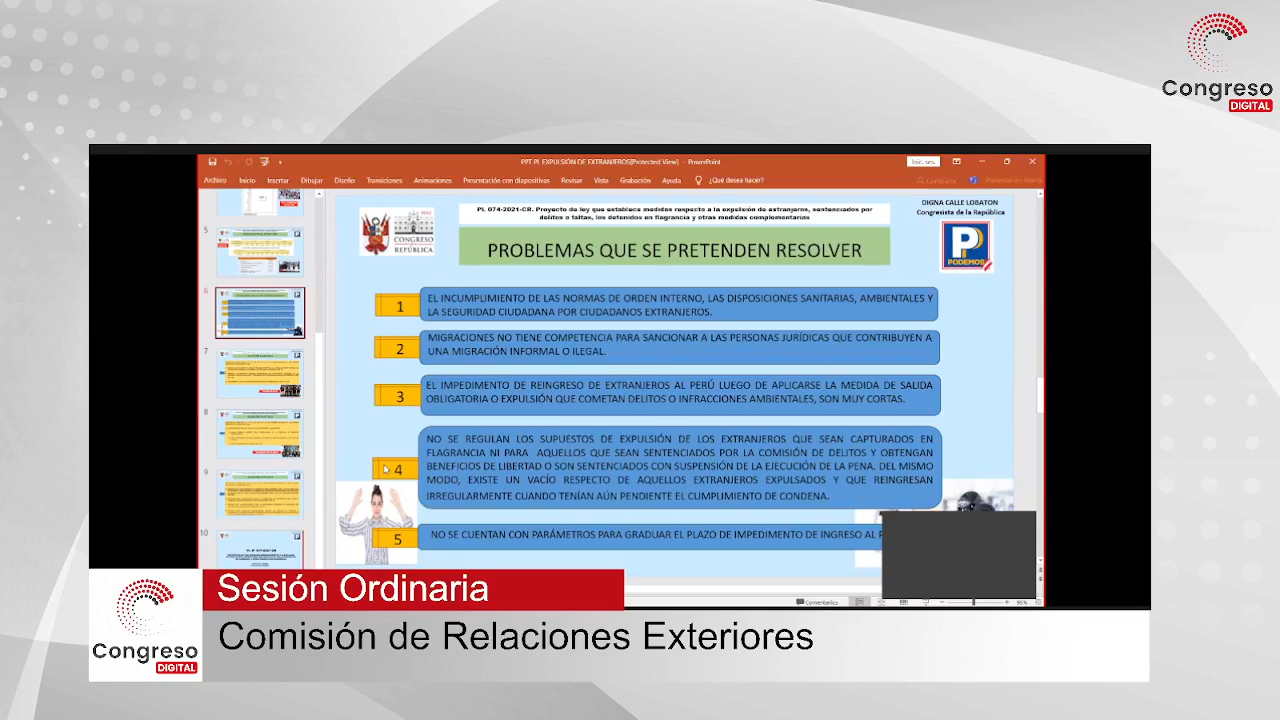 Congreso
DIGITAL
PPT PL EXPULSIÓN DE EXTRANJEROS[Protected View] - PowerPoint
Inic. ses.
Archivo Inicio Insertar Dibujar Diseño Transiciones Animaciones Presentación con diapositivas Revisar Vista Grabación Ayuda ¿Qué desea hacer?
PL 074-2021-CR. Proyecto de ley que establece medidas respecto a la expulsión de extranjeros, sentenciados por
delitos o faltas, los detenidos en flagrancia y otras medidas complementarias
DIGNA CALLE LOBATON
Congresista de la República
CONGRESO
REPÚBLICA
PROBLEMAS QUE SE PRETENDEN RESOLVER
PODEMOS
1
EL INCUMPLIMIENTO DE LAS NORMAS DE ORDEN INTERNO, LAS DISPOSICIONES SANITARIAS, AMBIENTALES Y
LA SEGURIDAD CIUDADANA POR CIUDADANOS EXTRANJEROS.
2
MIGRACIONES NO TIENE COMPETENCIA PARA SANCIONAR A LAS PERSONAS JURÍDICAS QUE CONTRIBUYEN A
UNA MIGRACIÓN INFORMAL O ILEGAL.
3
EL IMPEDIMENTO DE REINGRESO DE EXTRANJEROS AL PERÚ LUEGO DE APLICARSE LA MEDIDA DE SALIDA
OBLIGATORIA O EXPULSIÓN QUE COMETAN DELITOS O INFRACCIONES AMBIENTALES, SON MUY CORTAS.
4
NO SE REGULAN LOS SUPUESTOS DE EXPULSIÓN DE LOS EXTRANJEROS QUE SEAN CAPTURADOS EN
FLAGRANCIA NI PARA AQUELLOS QUE SEAN SENTENCIADOS POR LA COMISIÓN DE DELITOS Y OBTENGAN
BENEFICIOS DE LIBERTAD O SON SENTENCIADOS CON SUSPENSIÓN DE LA EJECUCIÓN DE LA PENA. DEL MISMO
MODO, EXISTE UN VACÍO RESPECTO DE AQUELLOS EXTRANJEROS EXPULSADOS Y QUE REINGRESAN
IRREGULARMENTE CUANDO TENÍAN AÚN PENDIENTE EL CUMPLIMIENTO DE CONDENA.
5
NO SE CUENTAN CON PARÁMETROS PARA GRADUAR EL PLAZO DE IMPEDIMENTO DE INGRESO AL
5
6
7
8
9
10
Comentarios
96%
Sesión Ordinaria
Comisión de Relaciones Exteriores
Congreso
DIGITAL